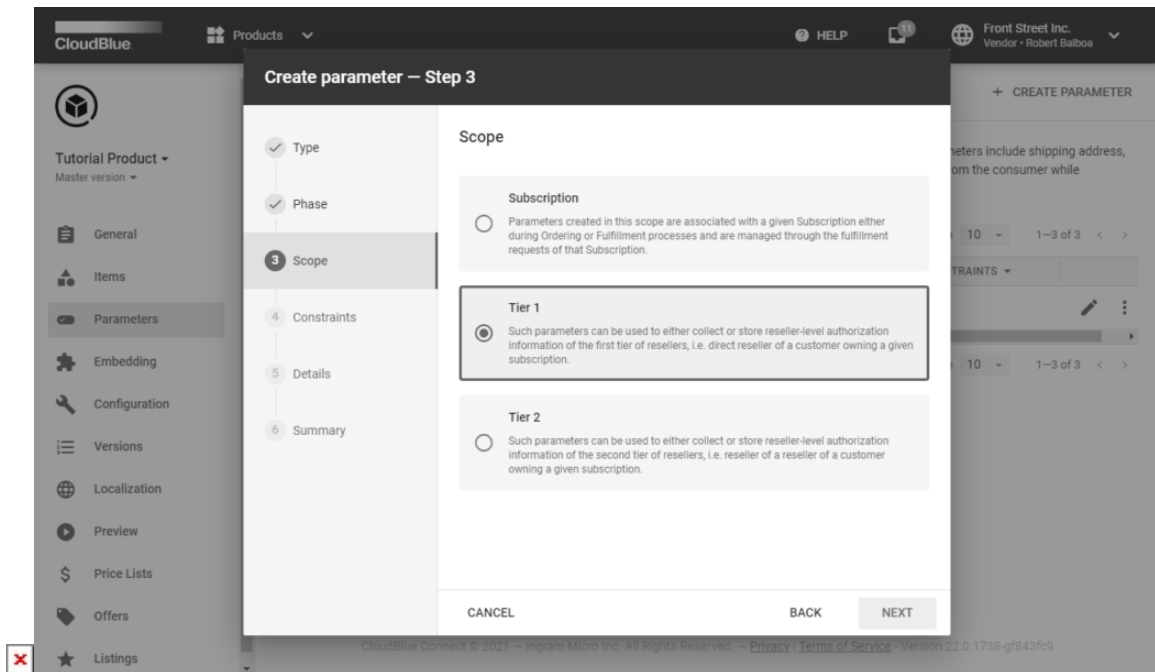 CloudBlue
Products
HELP
11
Front Street Inc.
Vendor · Robert Balboa
Create parameter — Step 3
+ CREATE PARAMETER
Tutorial Product
Master version
General
Items
Parameters
Embedding
Configuration
Versions
Localization
Preview
Price Lists
Offers
Listings
Type
Phase
3 Scope
4 Constraints
5 Details
6 Summary
Scope
Subscription
Parameters created in this scope are associated with a given Subscription either
during Ordering or Fulfillment processes and are managed through the fulfillment
requests of that Subscription.
Tier 1
Such parameters can be used to either collect or store reseller-level authorization
information of the first tier of resellers, i.e. direct reseller of a customer owning a given
subscription.
Tier 2
Such parameters can be used to either collect or store reseller-level authorization
information of the second tier of resellers, i.e. reseller of a reseller of a customer
owning a given subscription.
CANCEL
BACK
NEXT
include shipping address,
the consumer while
10 1–3 of 3 < >
10 1–3 of 3 < >
CloudBlue Connect © 2021 — Ingram Micro Inc. All Rights Reserved. — Privacy | Terms of Service - Version 22.0.1738-gf843fc9